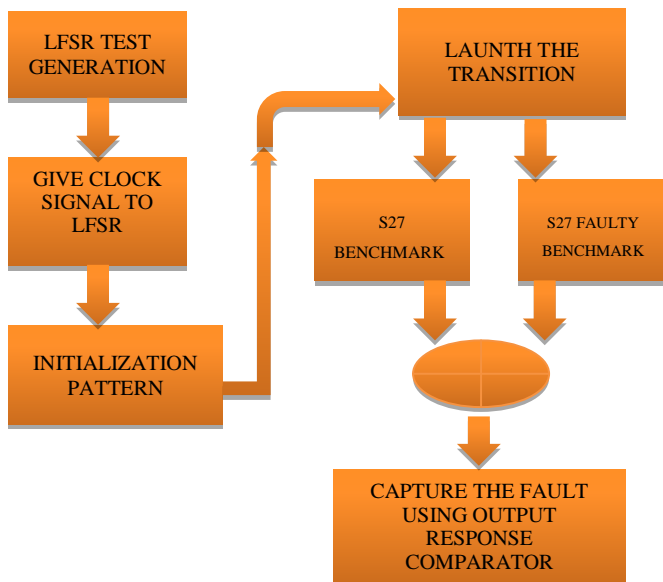 LFSR TEST
GENERATION
GIVE CLOCK
SIGNAL TO
LFSR
INITIALIZATION
PATTERN
LAUNTH THE
TRANSITION
S27
BENCHMARK
S27 FAULTY
BENCHMARK
CAPTURE THE FAULT
USING OUTPUT
RESPONSE
COMPARATOR